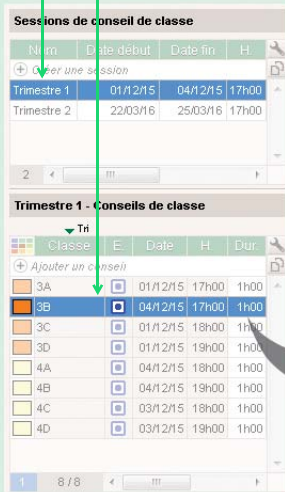 Sessions de conseil de classe
Nom Date début Date fin H.
Créer une session
Trimestre 1 01/12/15 04/12/15 17h00
Trimestre 2 22/03/16 25/03/16 17h00
2
Trimestre 1 - Conseils de classe
Tri
Classe E. Date H Dur.
Ajouter un conseil
3A 01/12/15 17h00 1h00
3B 04/12/15 17h00 1h00
3C 01/12/15 18h00 1h00
3D 01/12/15 19h00 1h00
4A 04/12/15 18h00 1h00
4B 04/12/15 19h00 1h00
4C 03/12/15 18h00 1h00
4D 03/12/15 19h00 1h00
1 8/8